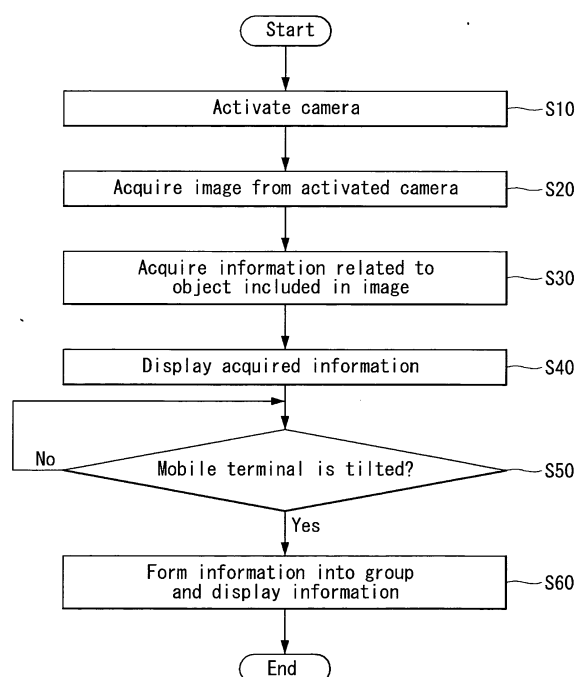 Start
Activate camera
S10
Acquire image from activated camera
S20
Acquire information related to
object included in image
S30
Display acquired information
S40
No
Mobile terminal is tilted?
S50
Yes
Form information into group
and display information
S60
End